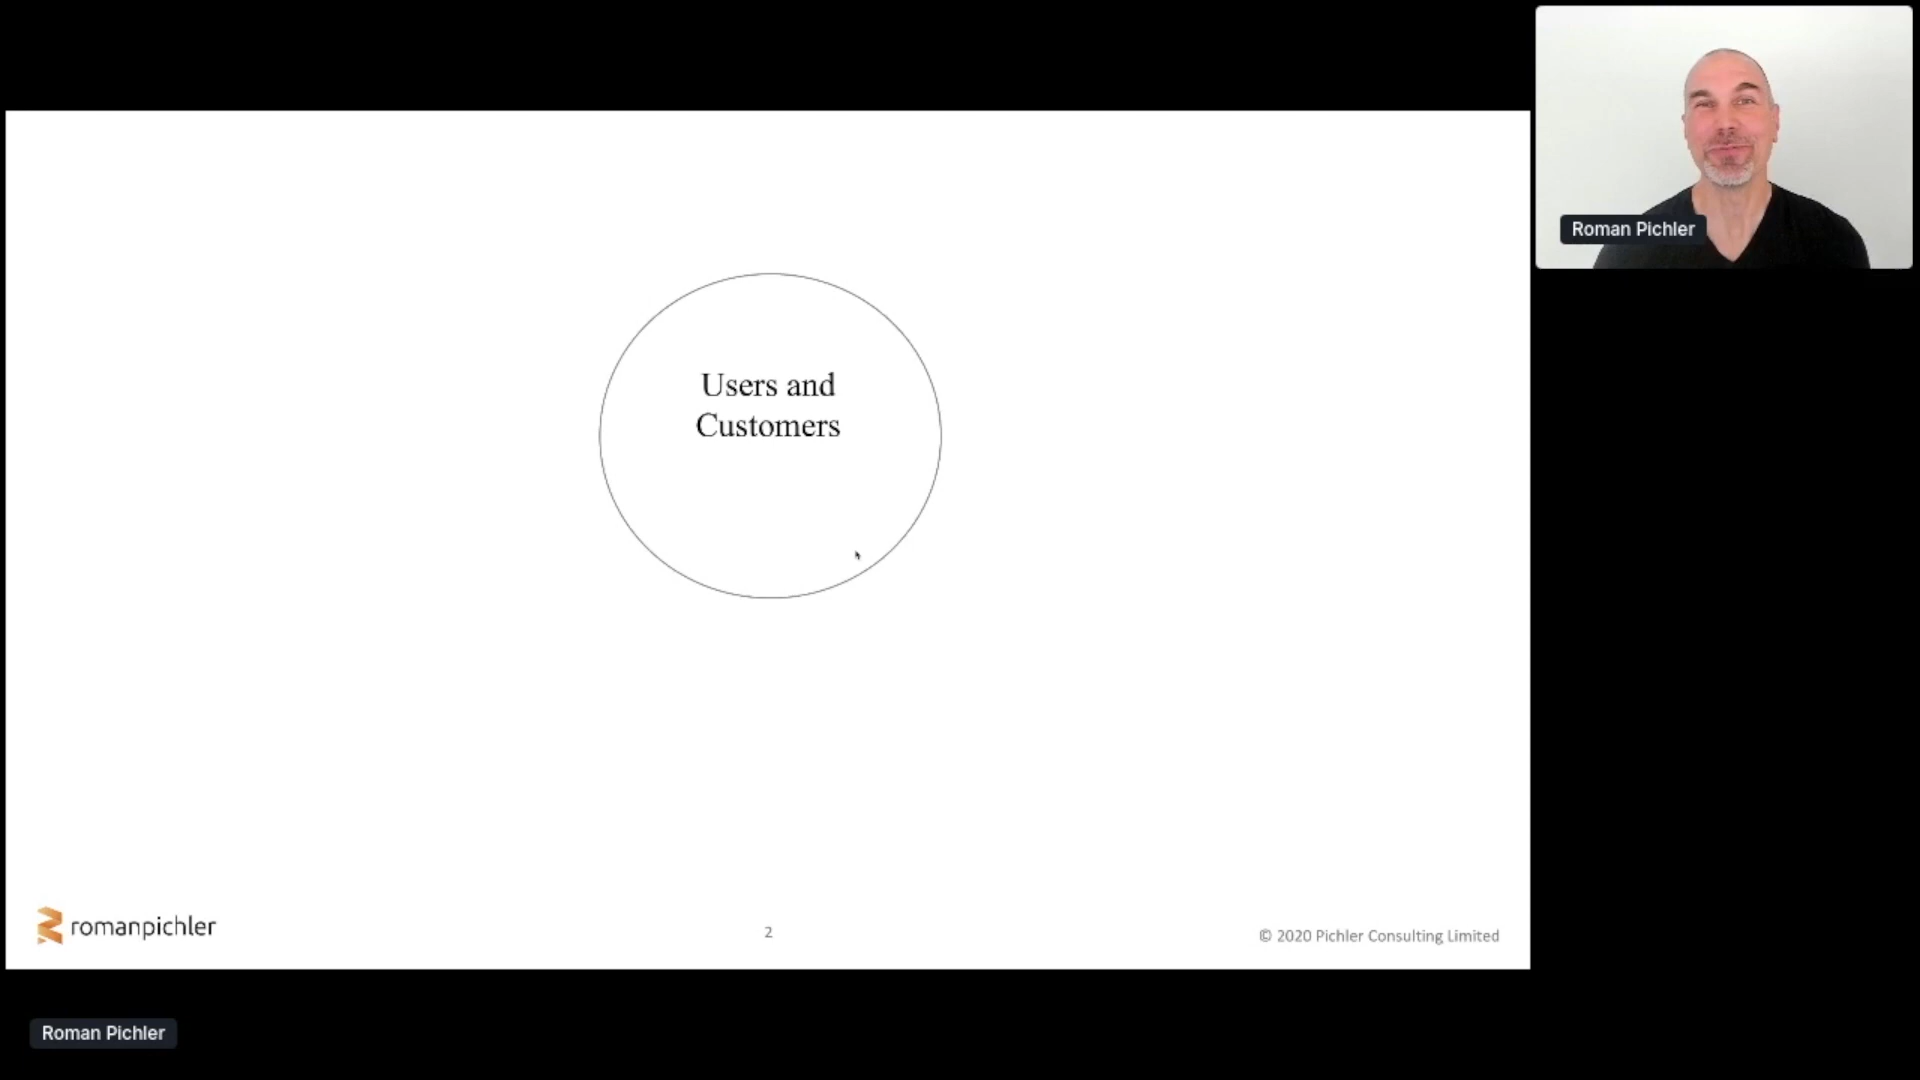 Roman Pichler
Users and
Customers
romanpichler
2
© 2020 Pichler Consulting Limited
Roman Pichler